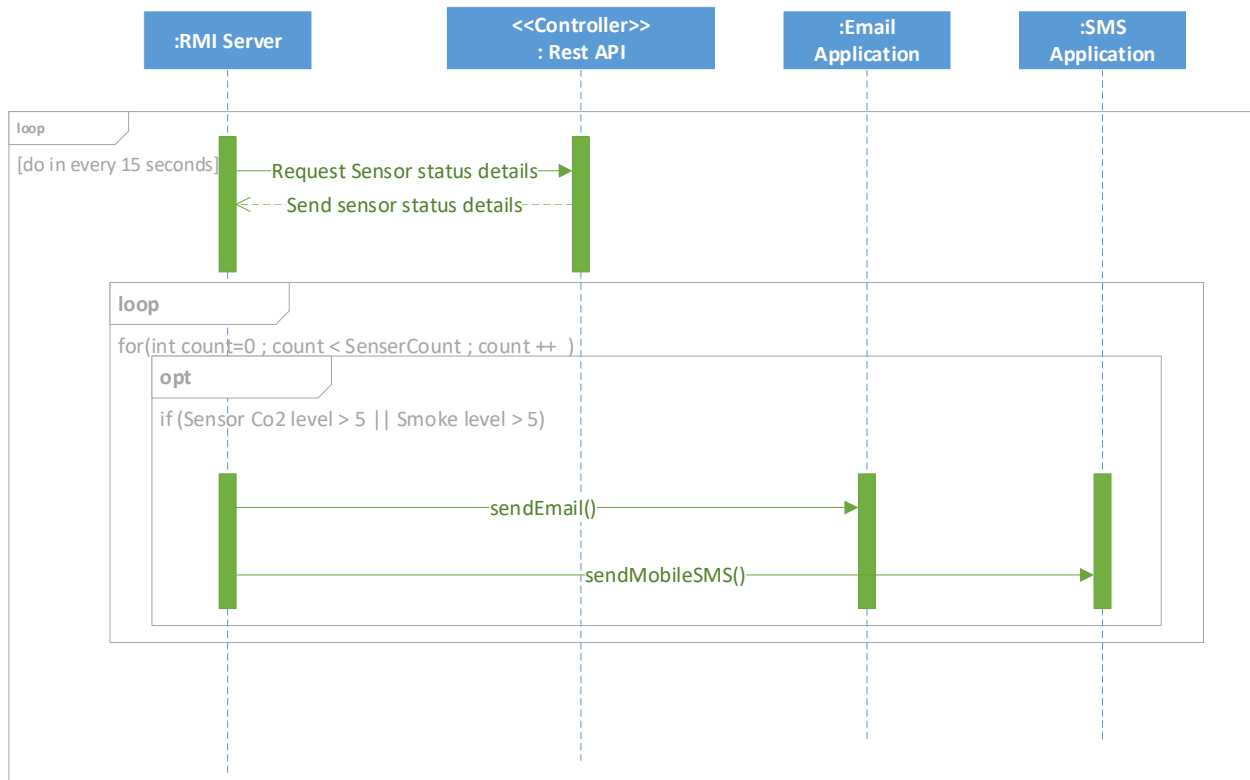 :RMI Server
<<Controller>>
: Rest API
:Email
Application
:SMS
Application
loop
[do in every 15 seconds]
Request Sensor status details
Send sensor status details
loop
for(int count=0 ; count < SenserCount ; count ++  )
opt
if (Sensor Co2 level > 5 || Smoke level > 5)
sendEmail()
sendMobileSMS()